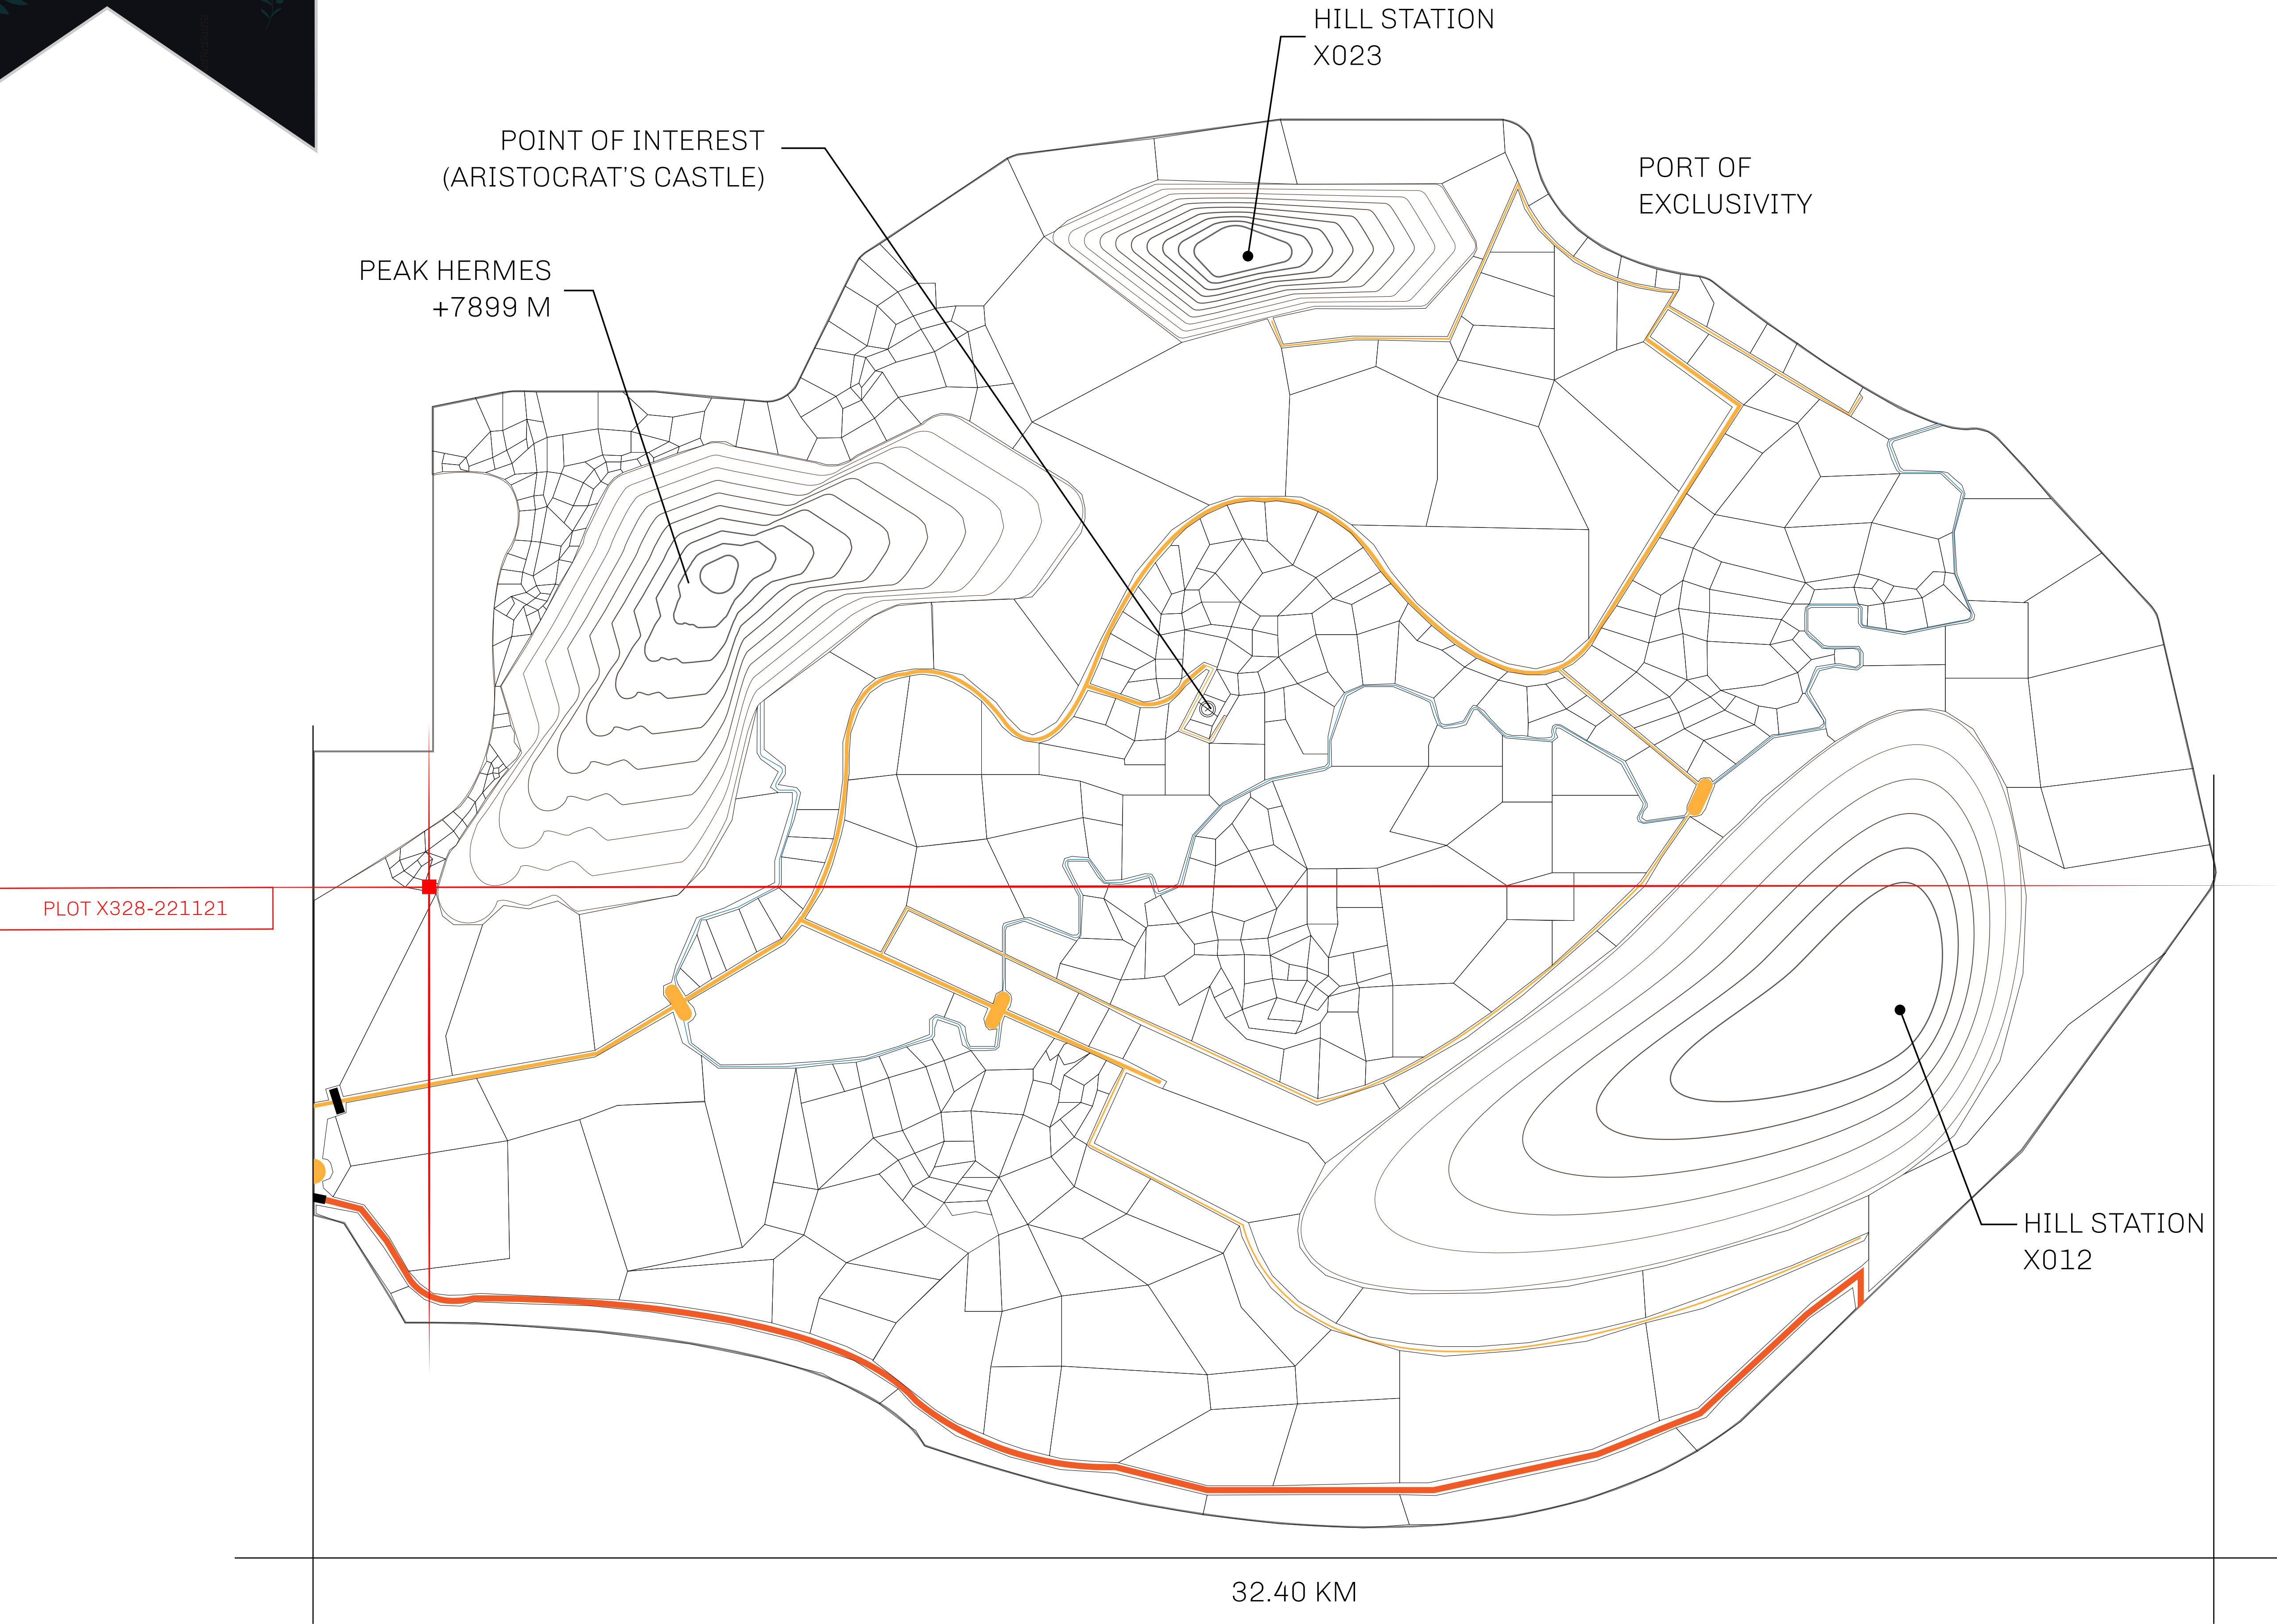 HILL STATION
X023
POINT OF INTEREST
(ARISTOCRAT'S CASTLE)
PORT OF
EXCLUSIVITY
PEAK HERMES
+7899 M
PLOT X328-221121
HILL STATION
X012
32.40 KM